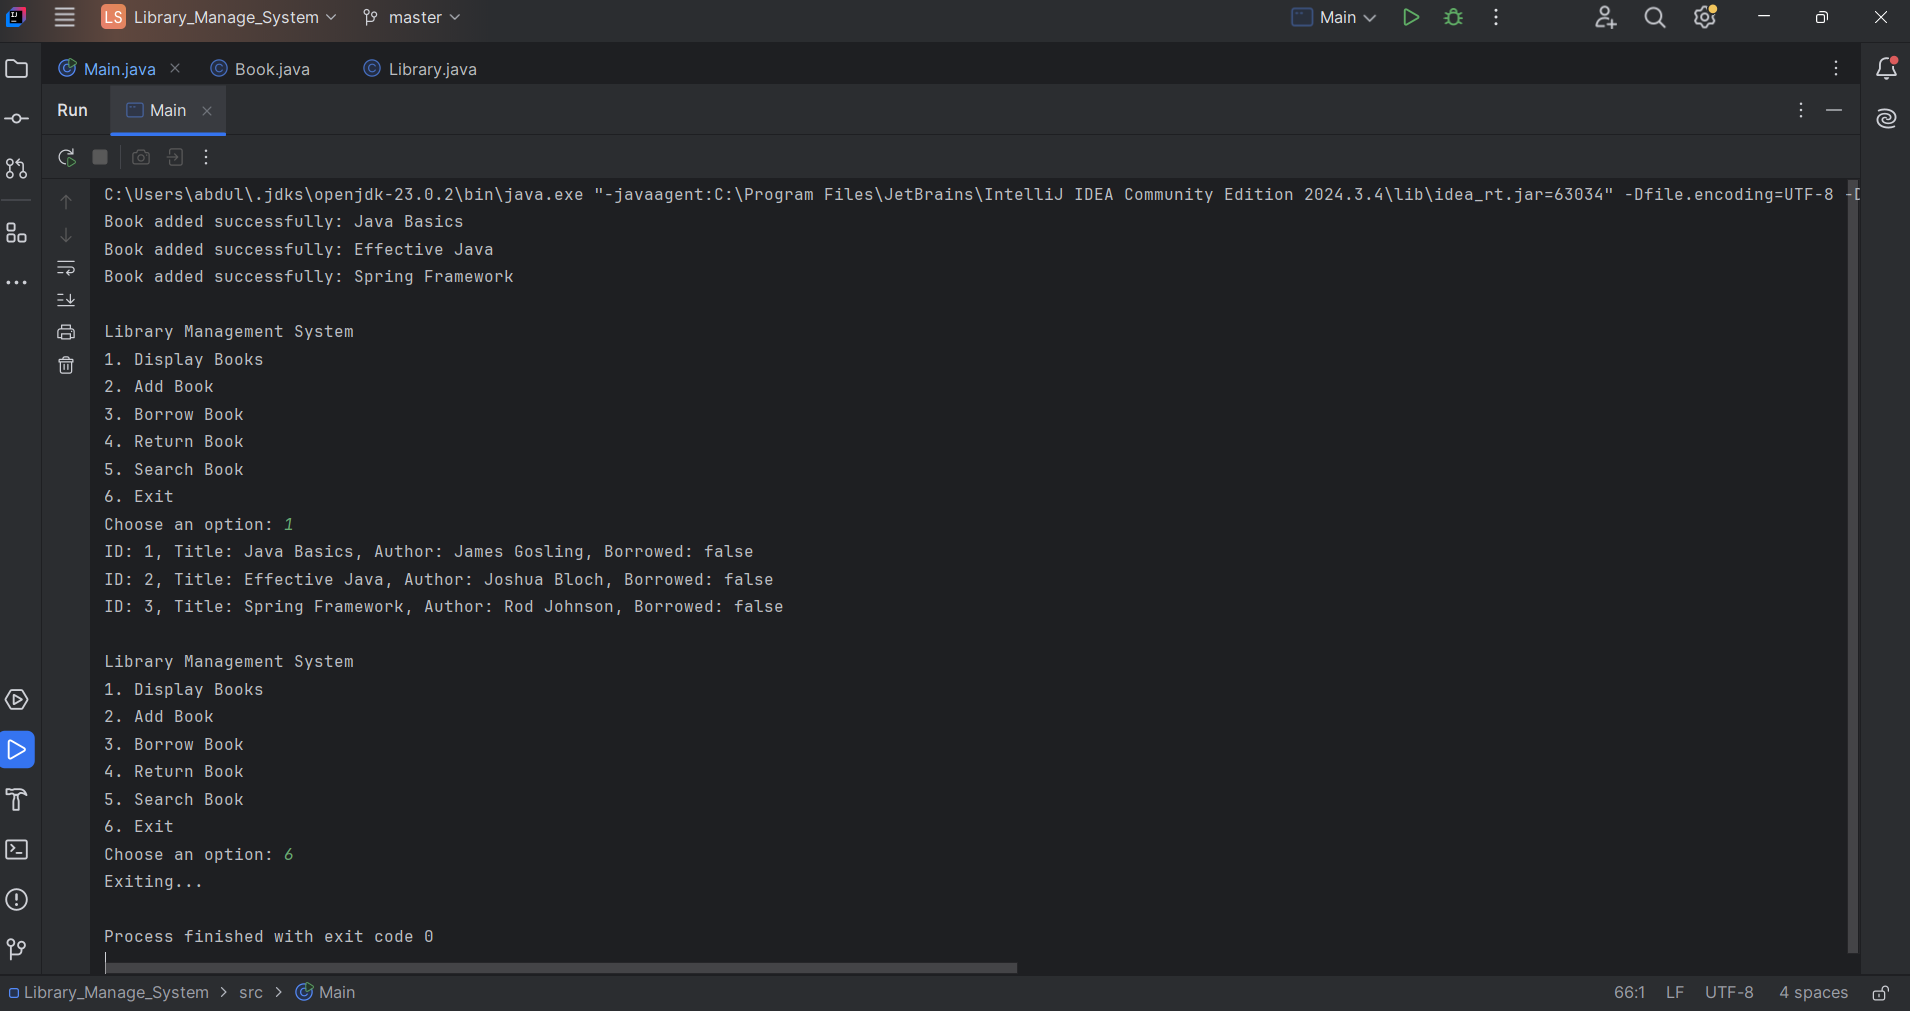 LS Library_Manage_System master Main
Main.java Book.java Library.java
Run Main
C:\Users\abdul\.jdks\openjdk-23.0.2\bin\java.exe "-javaagent:C:\Program Files\JetBrains\IntelliJ IDEA Community Edition 2024.3.4\lib\idea_rt.jar=63034" -Dfile.encoding=UTF-8 -D
Book added successfully: Java Basics
Book added successfully: Effective Java
Book added successfully: Spring Framework
Library Management System
1. Display Books
2. Add Book
3. Borrow Book
4. Return Book
5. Search Book
6. Exit
Choose an option: 1
ID: 1, Title: Java Basics, Author: James Gosling, Borrowed: false
ID: 2, Title: Effective Java, Author: Joshua Bloch, Borrowed: false
ID: 3, Title: Spring Framework, Author: Rod Johnson, Borrowed: false
Library Management System
1. Display Books
2. Add Book
3. Borrow Book
4. Return Book
5. Search Book
6. Exit
Choose an option: 6
Exiting...
Process finished with exit code 0
Library_Manage_System > src > Main 66:1 LF UTF-8 4 spaces